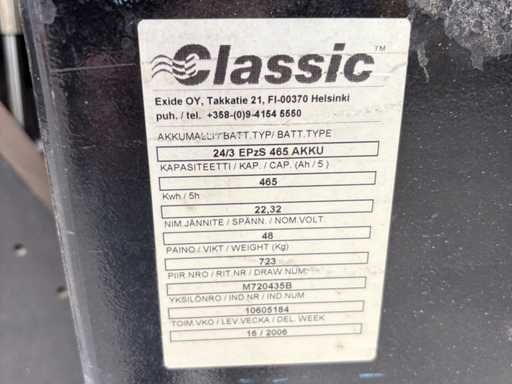 Classic ™
Exide OY, Takkatie 21, FI-00370 Helsinki
puh. / tel. +358-(0)9-4154 5550
AKKUMALLI / BATT.TYP / BATT.TYPE
24/3 EPzS 465 AKKU
KAPASITEETTI / KAP. / CAP. (Ah / 5 )
465
Kwh / 5h
22,32
NIM.JÄNNITE / SPÄNN. / NOM.VOLT.
48
PAINO / VIKT / WEIGHT (Kg)
723
PIIR.NRO / RIT.NR / DRAW NUM.
M720435B
YKSILÖNRO / IND.NR / IND.NUM
10605184
TOIM.VKO / LEV.VECKA / DEL. WEEK
16 / 2006